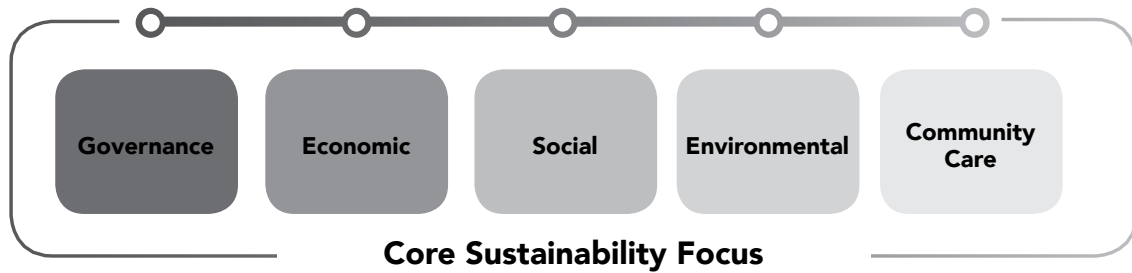 Governance
Economic
Social
Environmental
Community
Care
Core Sustainability Focus